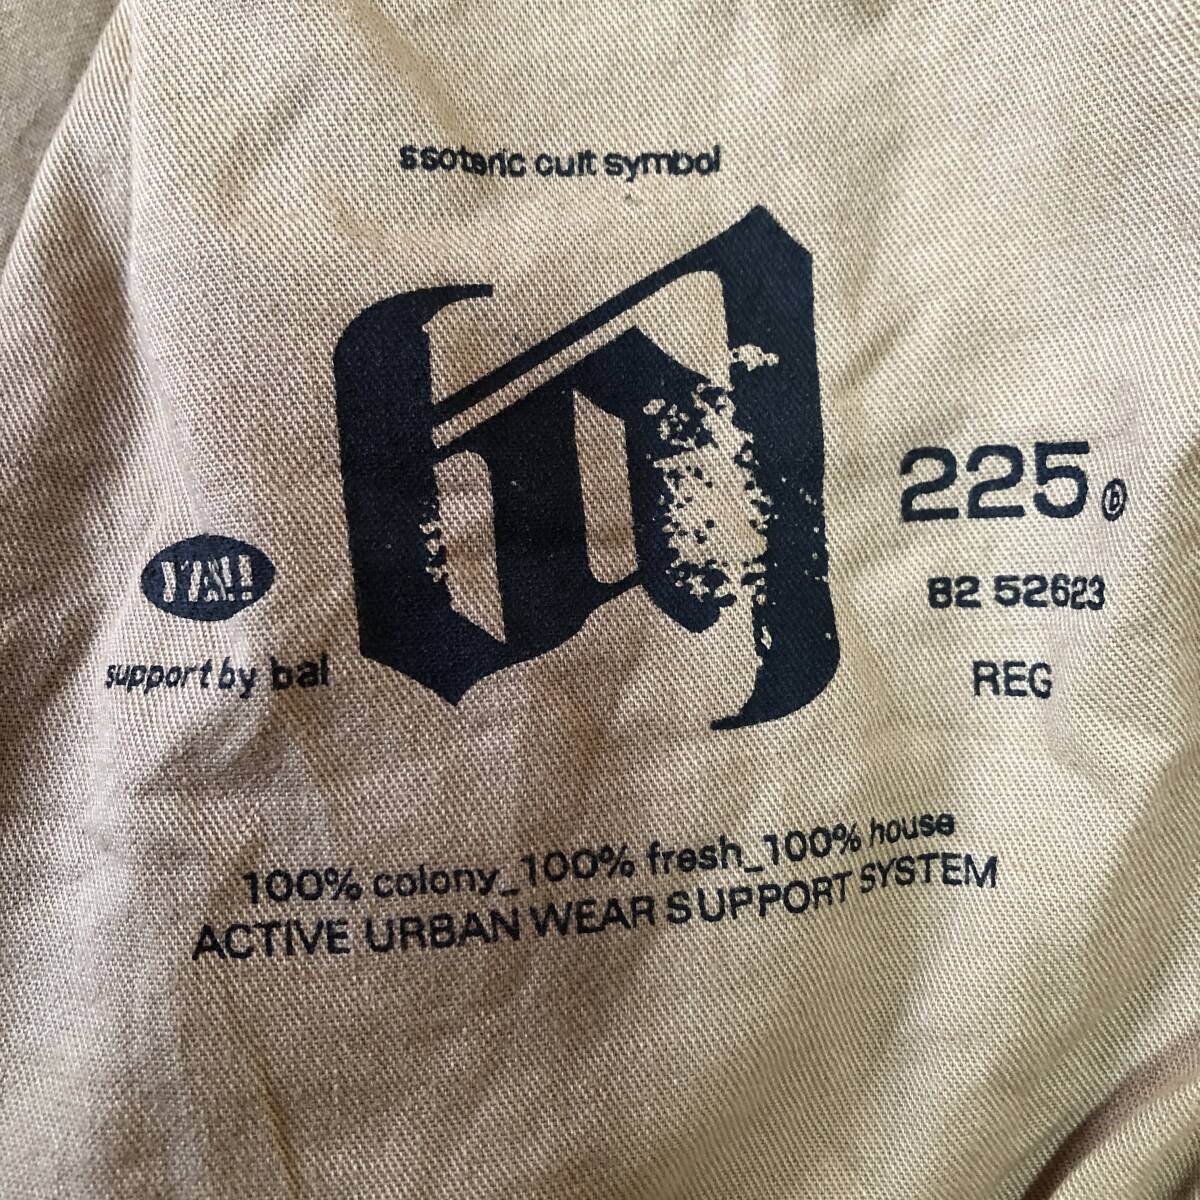 ssoteric cult symbol
225 b
YA!!
82 52623
support by bal
REG
100% colony_100% fresh_100% house
ACTIVE URBAN WEAR SUPPORT SYSTEM